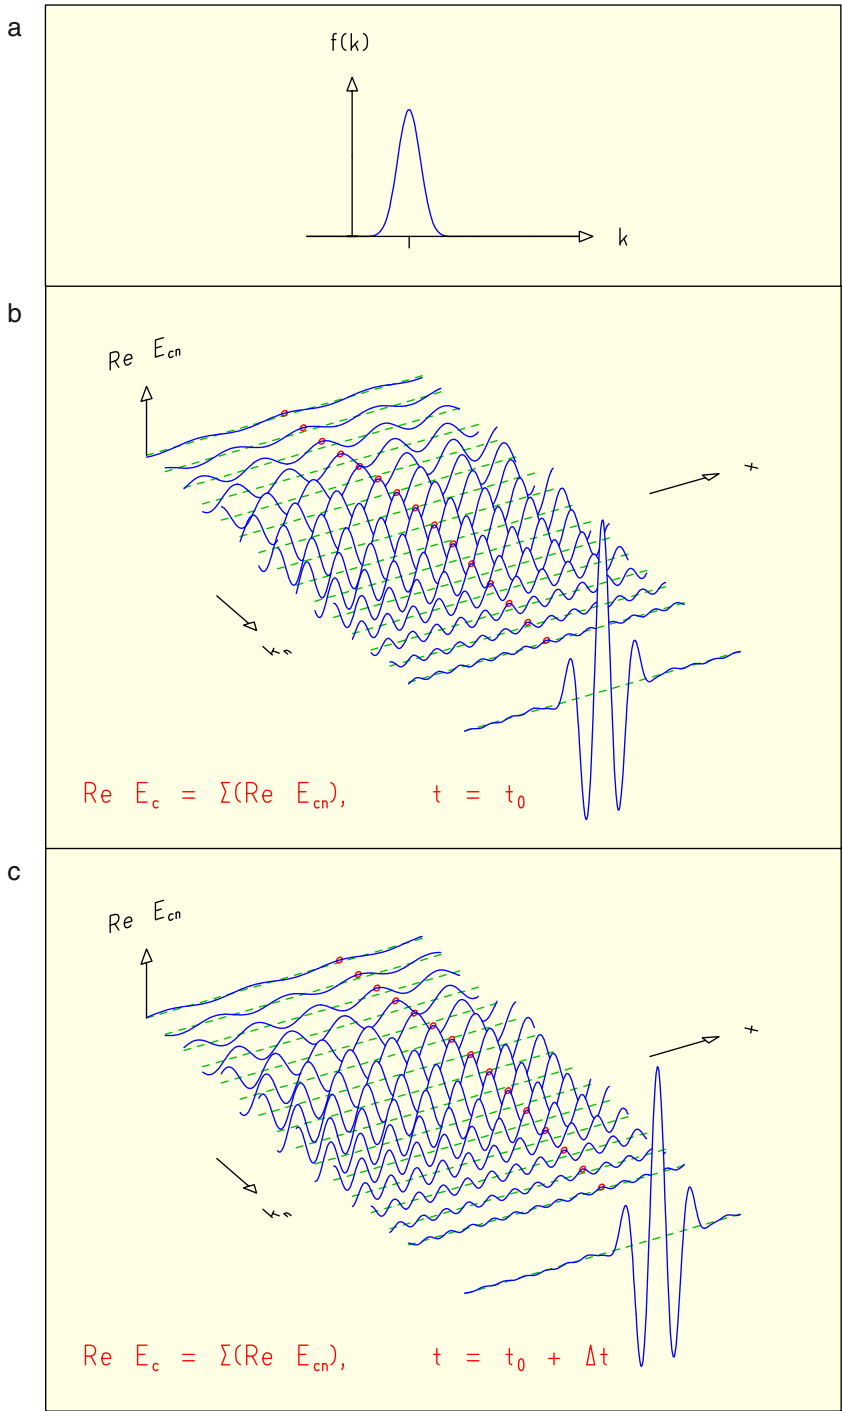 a
f(k)
k
b
Re E_cn
x
k_n
Re E_c = Σ(Re E_cn), t = t_0
c
Re E_cn
x
k_n
Re E_c = Σ(Re E_cn), t = t_0 + Δt